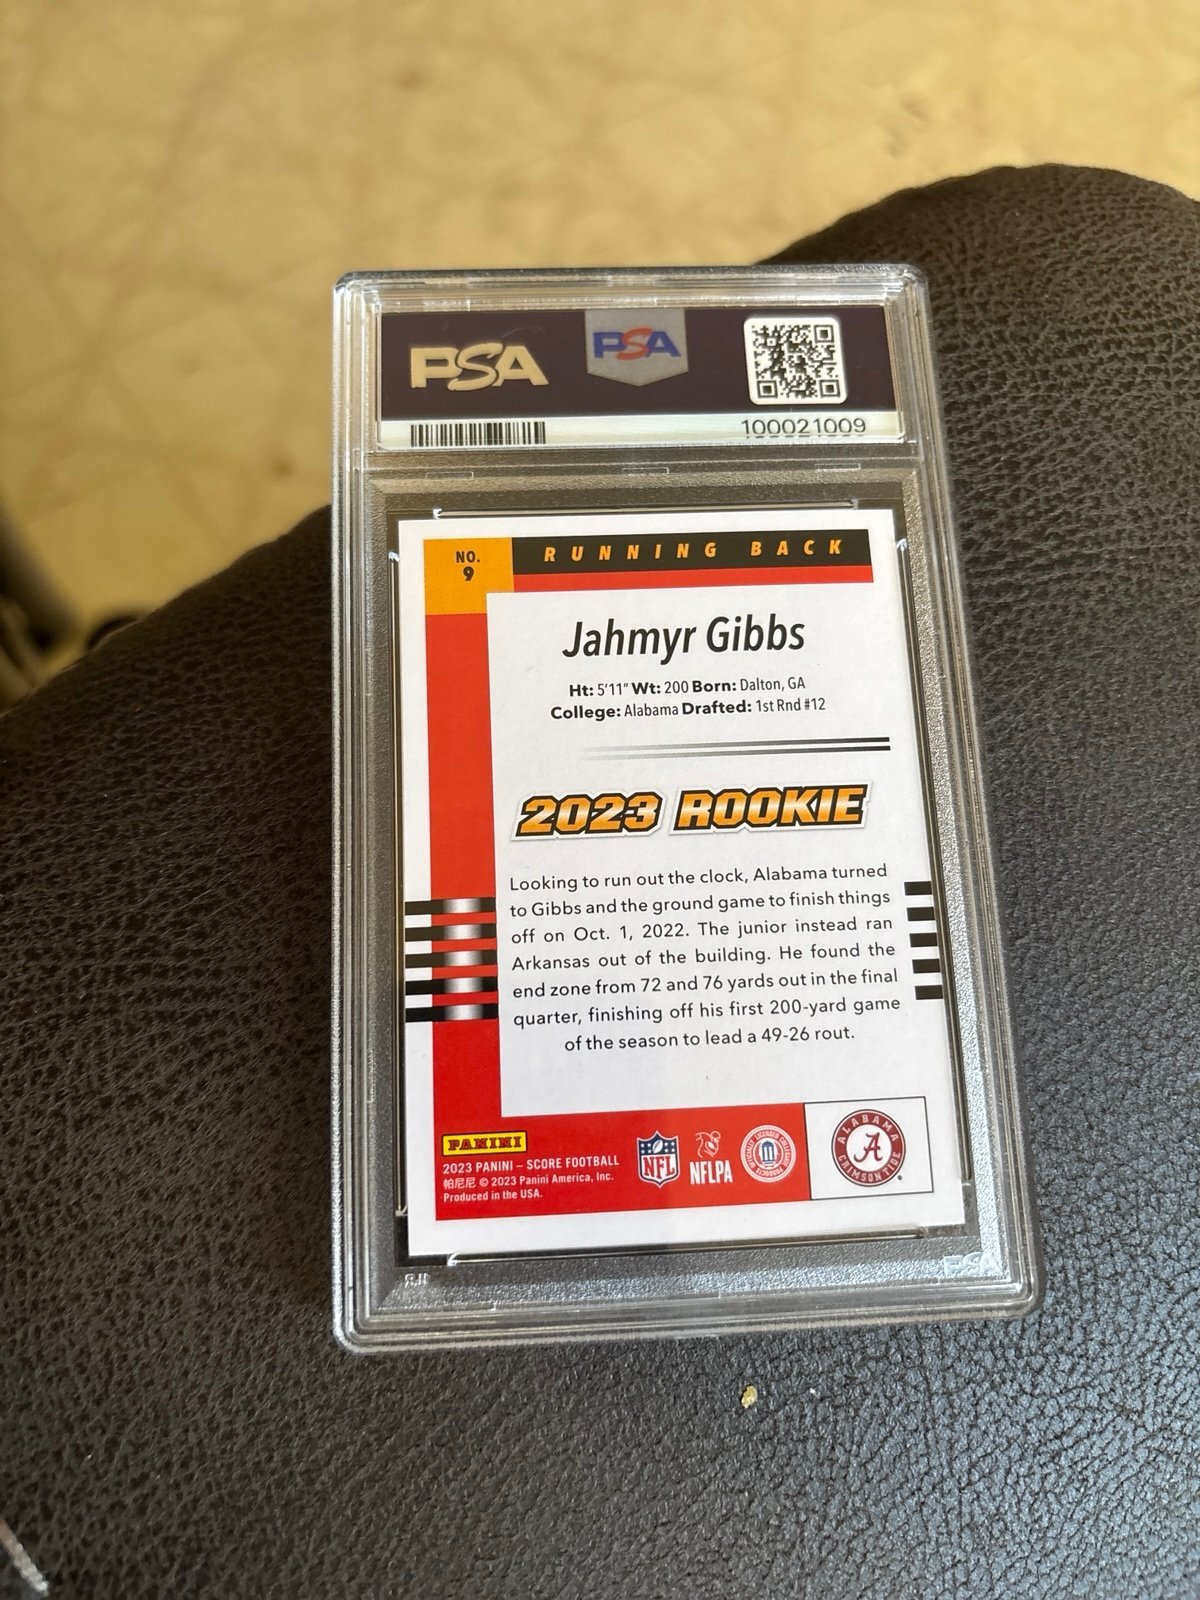 PSA
PSA
100021009
NO.
9
RUNNING BACK
Jahmyr Gibbs
Ht: 5'11" Wt: 200 Born: Dalton, GA
College: Alabama Drafted: 1st Rnd #12
2023 ROOKIE
Looking to run out the clock, Alabama turned
to Gibbs and the ground game to finish things
off on Oct. 1, 2022. The junior instead ran
Arkansas out of the building. He found the
end zone from 72 and 76 yards out in the final
quarter, finishing off his first 200-yard game
of the season to lead a 49-26 rout.
PANINI
2023 PANINI – SCORE FOOTBALL
帕尼尼 © 2023 Panini America, Inc.
Produced in the USA.
NFL
NFLPA
OFFICIALLY LICENSED COLLEGIATE PRODUCTS
ALABAMA
A
CRIMSON TIDE